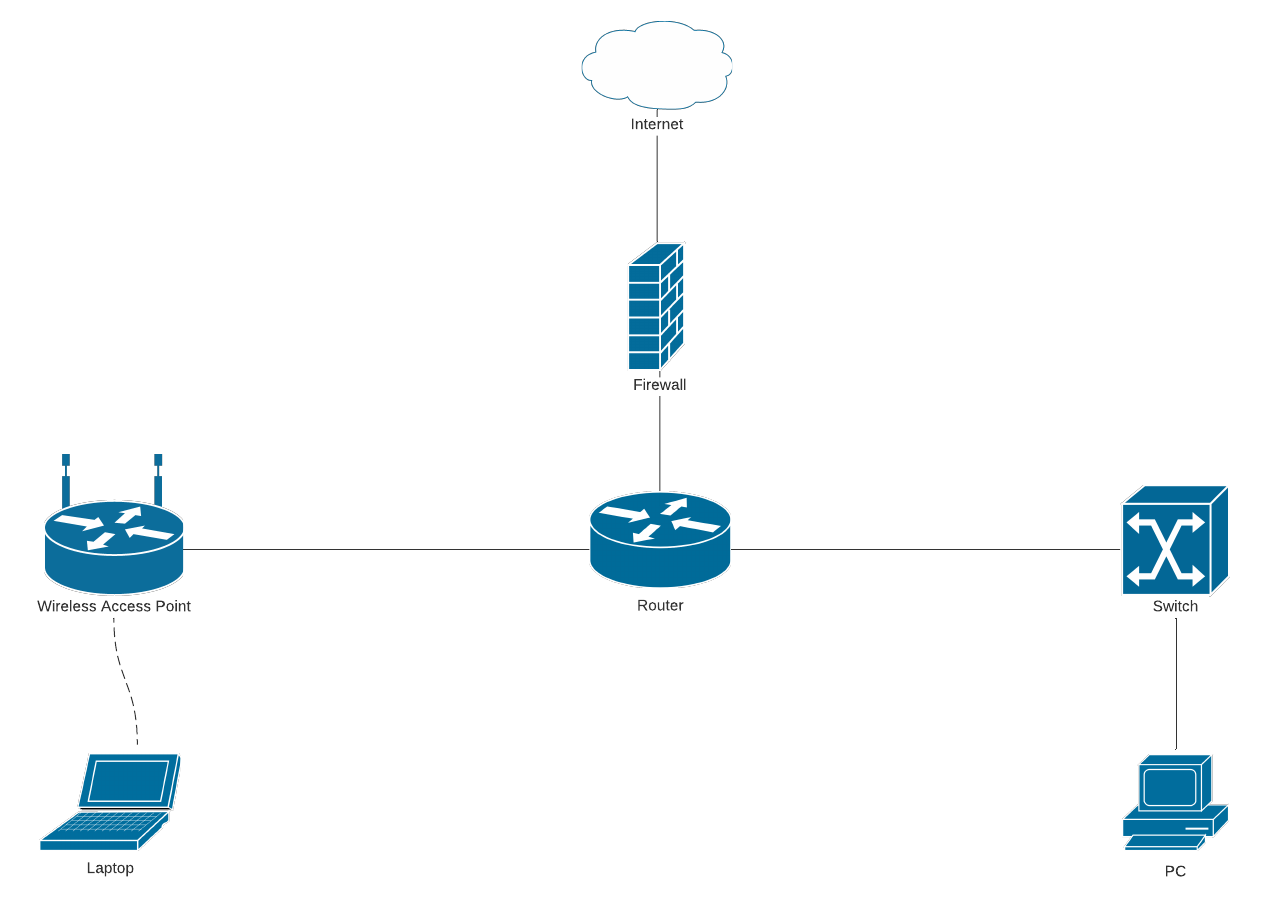 Internet
Firewall
Wireless Access Point
Router
Switch
Laptop
PC